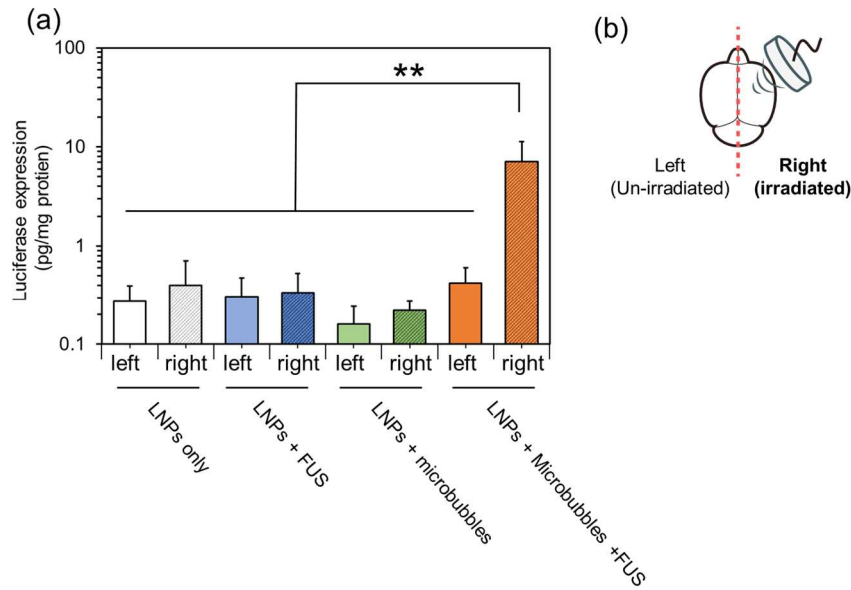 (a)
100
10
1
0.1
Luciferase expression
(pg/mg protien)
**
left
right
left
right
left
right
left
right
LNPs only
LNPs + FUS
LNPs + microbubbles
LNPs + Microbubbles +FUS
(b)
Left
(Un-irradiated)
Right
(irradiated)